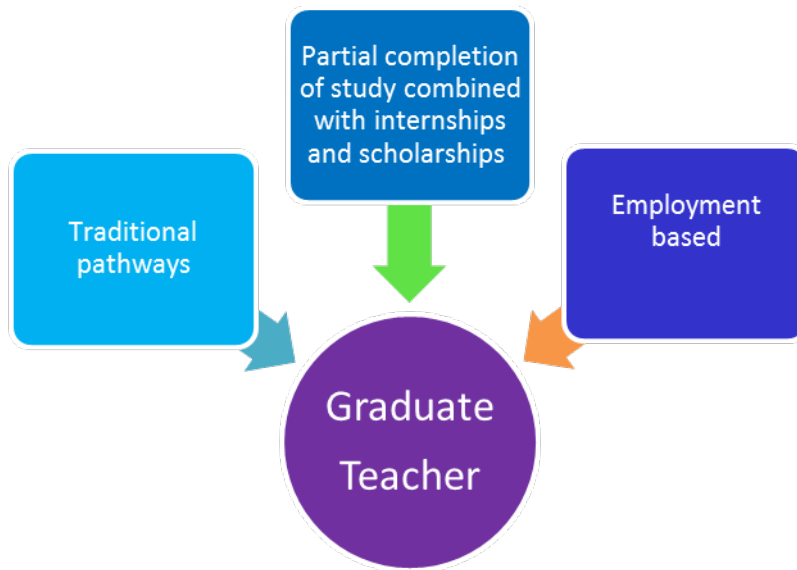 Partial completion
of study combined
with internships
and scholarships
Traditional
pathways
Employment
based
Graduate
Teacher